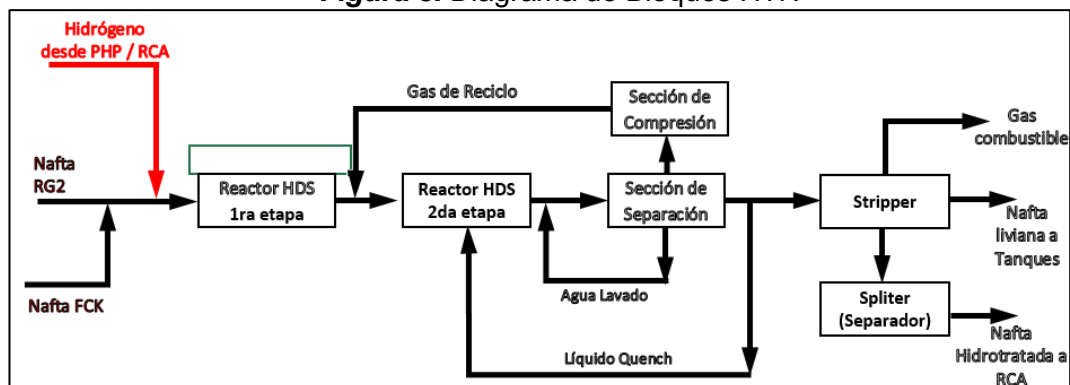 Hidrógeno
desde PHP / RCA
Gas de Reciclo
Sección de
Compresión
Gas
combustible
Nafta
RG2
Reactor HDS
1ra etapa
Reactor HDS
2da etapa
Sección de
Separación
Stripper
Nafta
liviana a
Tanques
Nafta FCK
Agua Lavado
Spliter
(Separador)
Líquido Quench
Nafta
Hidrotratada a
RCA